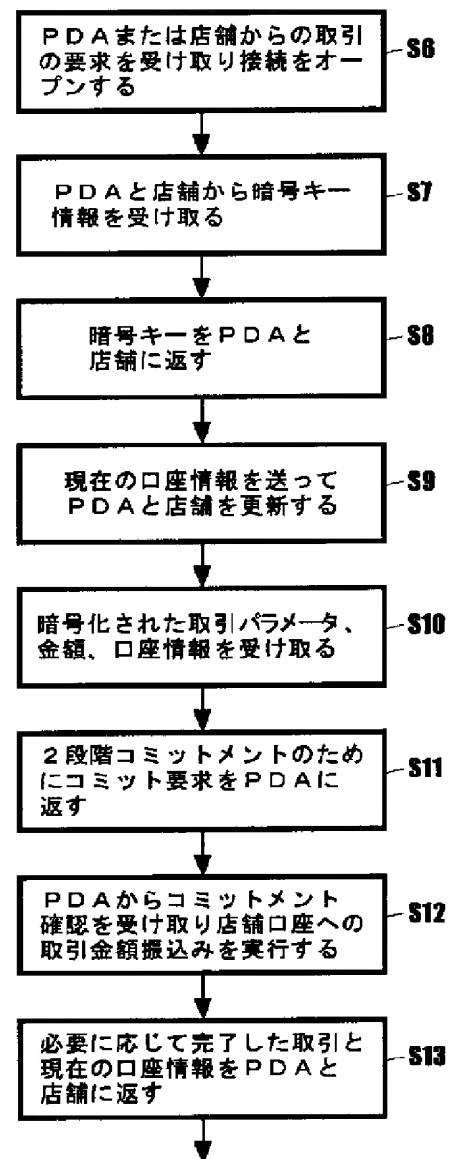 PDAまたは店舗からの取引
の要求を受け取り接続をオー
プンする
S6
PDAと店舗から暗号キー
情報を受け取る
S7
暗号キーをPDAと
店舗に返す
S8
現在の口座情報を送って
PDAと店舗を更新する
S9
暗号化された取引パラメータ、
金額、口座情報を受け取る
S10
2段階コミットメントのため
にコミット要求をPDAに
返す
S11
PDAからコミットメント
確認を受け取り店舗口座への
取引金額振込みを実行する
S12
必要に応じて完了した取引と
現在の口座情報をPDAと
店舗に返す
S13